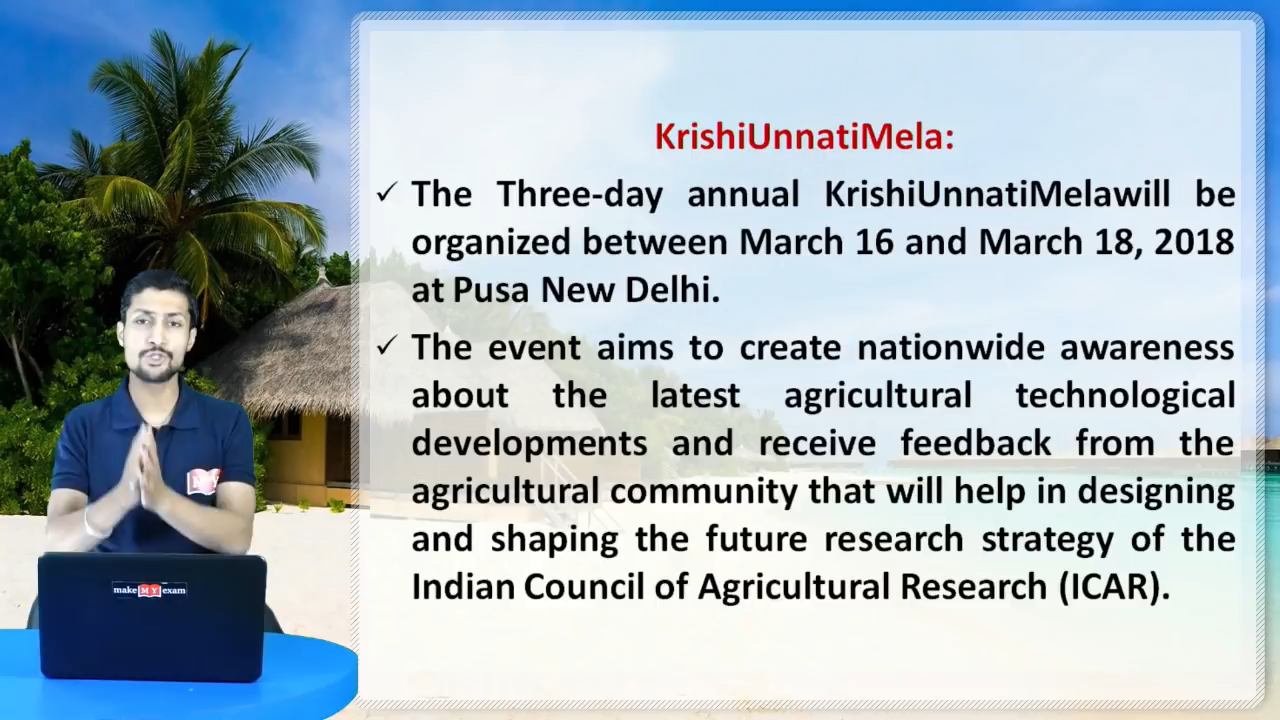 KrishiUnnatiMela:
✓ The Three-day annual KrishiUnnatiMelawill be
organized between March 16 and March 18, 2018
at Pusa New Delhi.
✓ The event aims to create nationwide awareness
about the latest agricultural technological
developments and receive feedback from the
agricultural community that will help in designing
and shaping the future research strategy of the
Indian Council of Agricultural Research (ICAR).
M Y
make MY exam